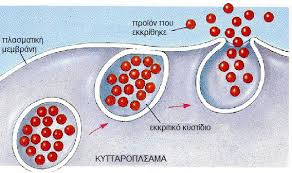 πλασματική
μεμβράνη
προϊόν που
εκκρίθηκε
εκκριτικό κυστίδιο
ΚΥΤΤΑΡΟΠΛΑΣΜΑ